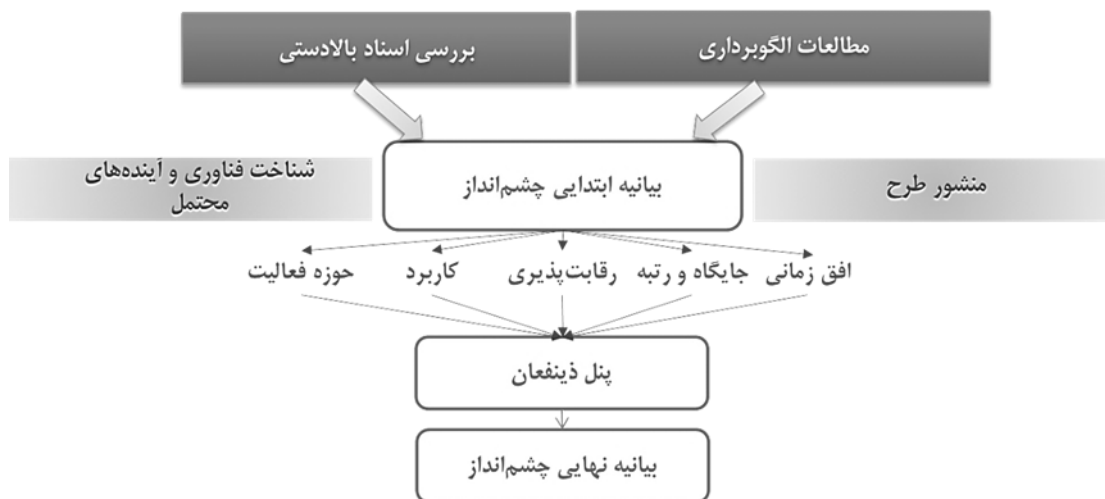 مطالعات الگوبرداری
بررسی اسناد بالادستی
منشور طرح
بیانیه ابتدایی چشم‌انداز
شناخت فناوری و آینده‌های
محتمل
افق زمانی
جایگاه و رتبه
رقابت‌پذیری
کاربرد
حوزه فعالیت
پنل ذینفعان
بیانیه نهایی چشم‌انداز